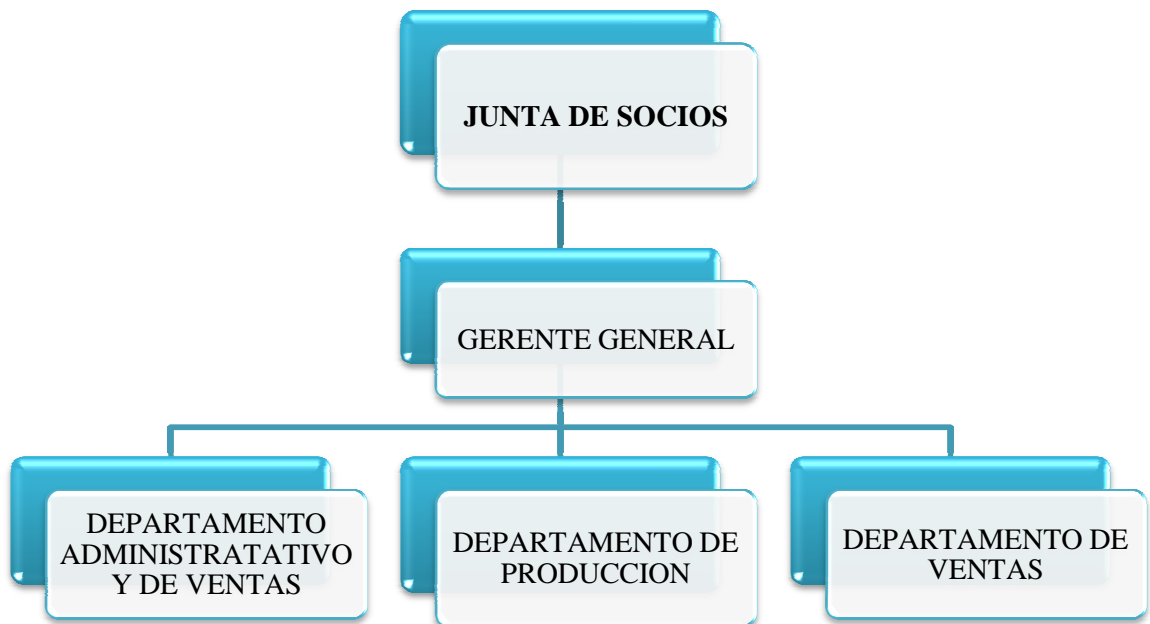 JUNTA DE SOCIOS
GERENTE GENERAL
DEPARTAMENTO
ADMINISTRATATIVO
Y DE VENTAS
DEPARTAMENTO DE
PRODUCCION
DEPARTAMENTO DE
VENTAS